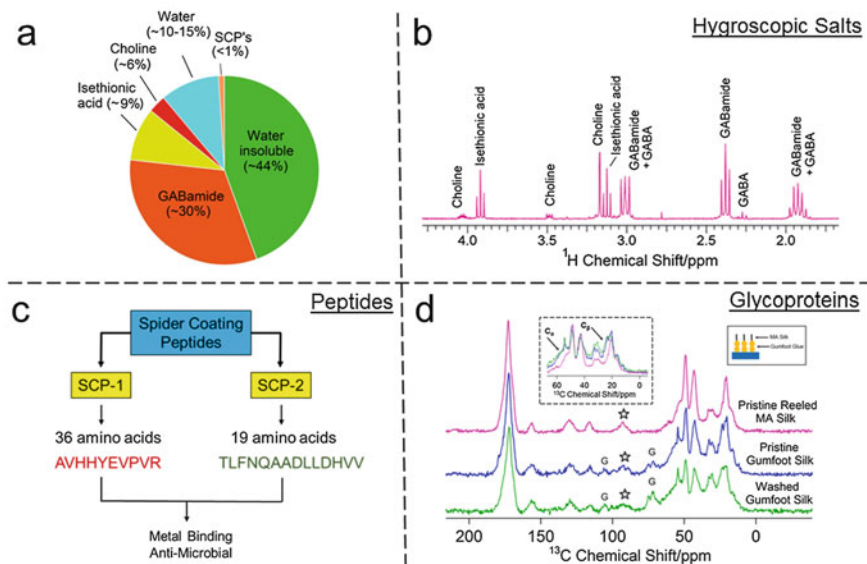 a
Water
(~10-15%)
SCP's
(<1%)
Choline
(~6%)
Isethionic
acid (~9%)
Water
insoluble
(~44%)
GABamide
(~30%)
b
Hygroscopic Salts
Choline
Isethionic acid
Choline
Choline
Isethionic acid
GABamide
+ GABA
GABamide
GABA
GABamide
+ GABA
4.0 3.5 3.0 2.5 2.0
¹H Chemical Shift/ppm
c
Peptides
Spider Coating
Peptides
SCP-1 SCP-2
36 amino acids 19 amino acids
AVHHYEVPVR TLFNQAADLLDHVV
Metal Binding
Anti-Microbial
d
Glycoproteins
Cα Cβ
60 40 20 0
¹³C Chemical Shift/ppm
MA Silk
Gumfoot Glue
Pristine Reeled
MA Silk
Pristine
Gumfoot Silk
G G
Washed
Gumfoot Silk
G G
200 150 100 50 0
¹³C Chemical Shift/ppm